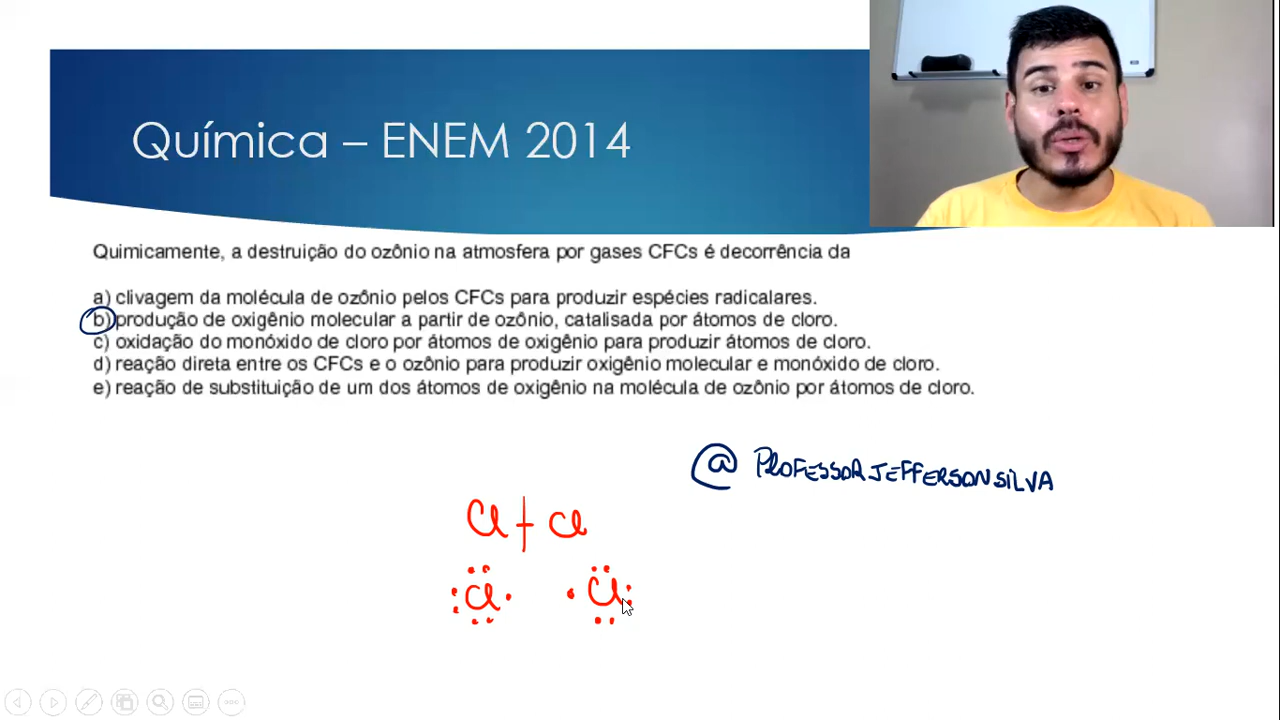 Química – ENEM 2014
Quimicamente, a destruição do ozônio na atmosfera por gases CFCs é decorrência da
a) clivagem da molécula de ozônio pelos CFCs para produzir espécies radicalares.
b) produção de oxigênio molecular a partir de ozônio, catalisada por átomos de cloro.
c) oxidação do monóxido de cloro por átomos de oxigênio para produzir átomos de cloro.
d) reação direta entre os CFCs e o ozônio para produzir oxigênio molecular e monóxido de cloro.
e) reação de substituição de um dos átomos de oxigênio na molécula de ozônio por átomos de cloro.
@ PROFESSORJEFFERSONSILVA
Cl + Cl
Cl Cl